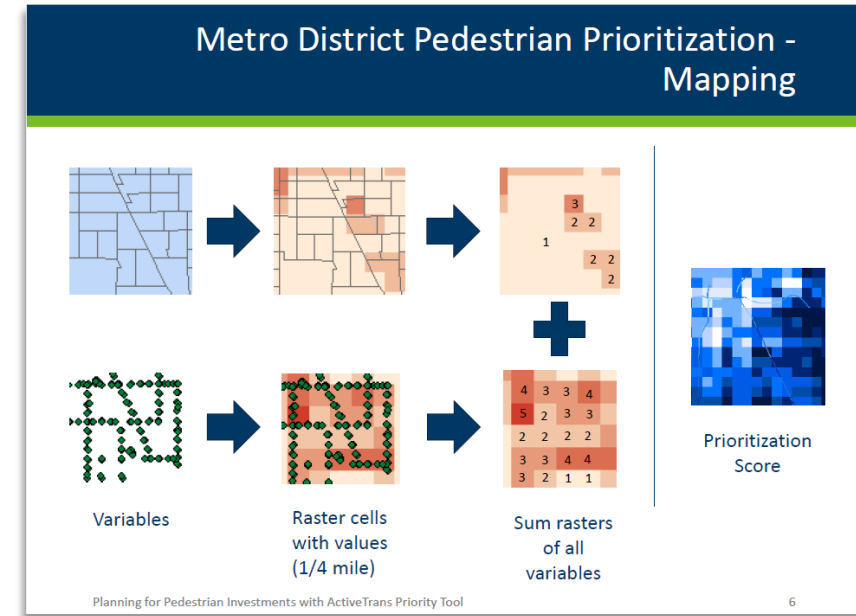 Metro District Pedestrian Prioritization -
Mapping
3
2 2
1
2 2
2
4 3 3 4
5 2 3 3
2 2 2 2
3 3 4 4
3 2 1 1
Variables
Raster cells
with values
(1/4 mile)
Sum rasters
of all
variables
Prioritization
Score
Planning for Pedestrian Investments with ActiveTrans Priority Tool
6